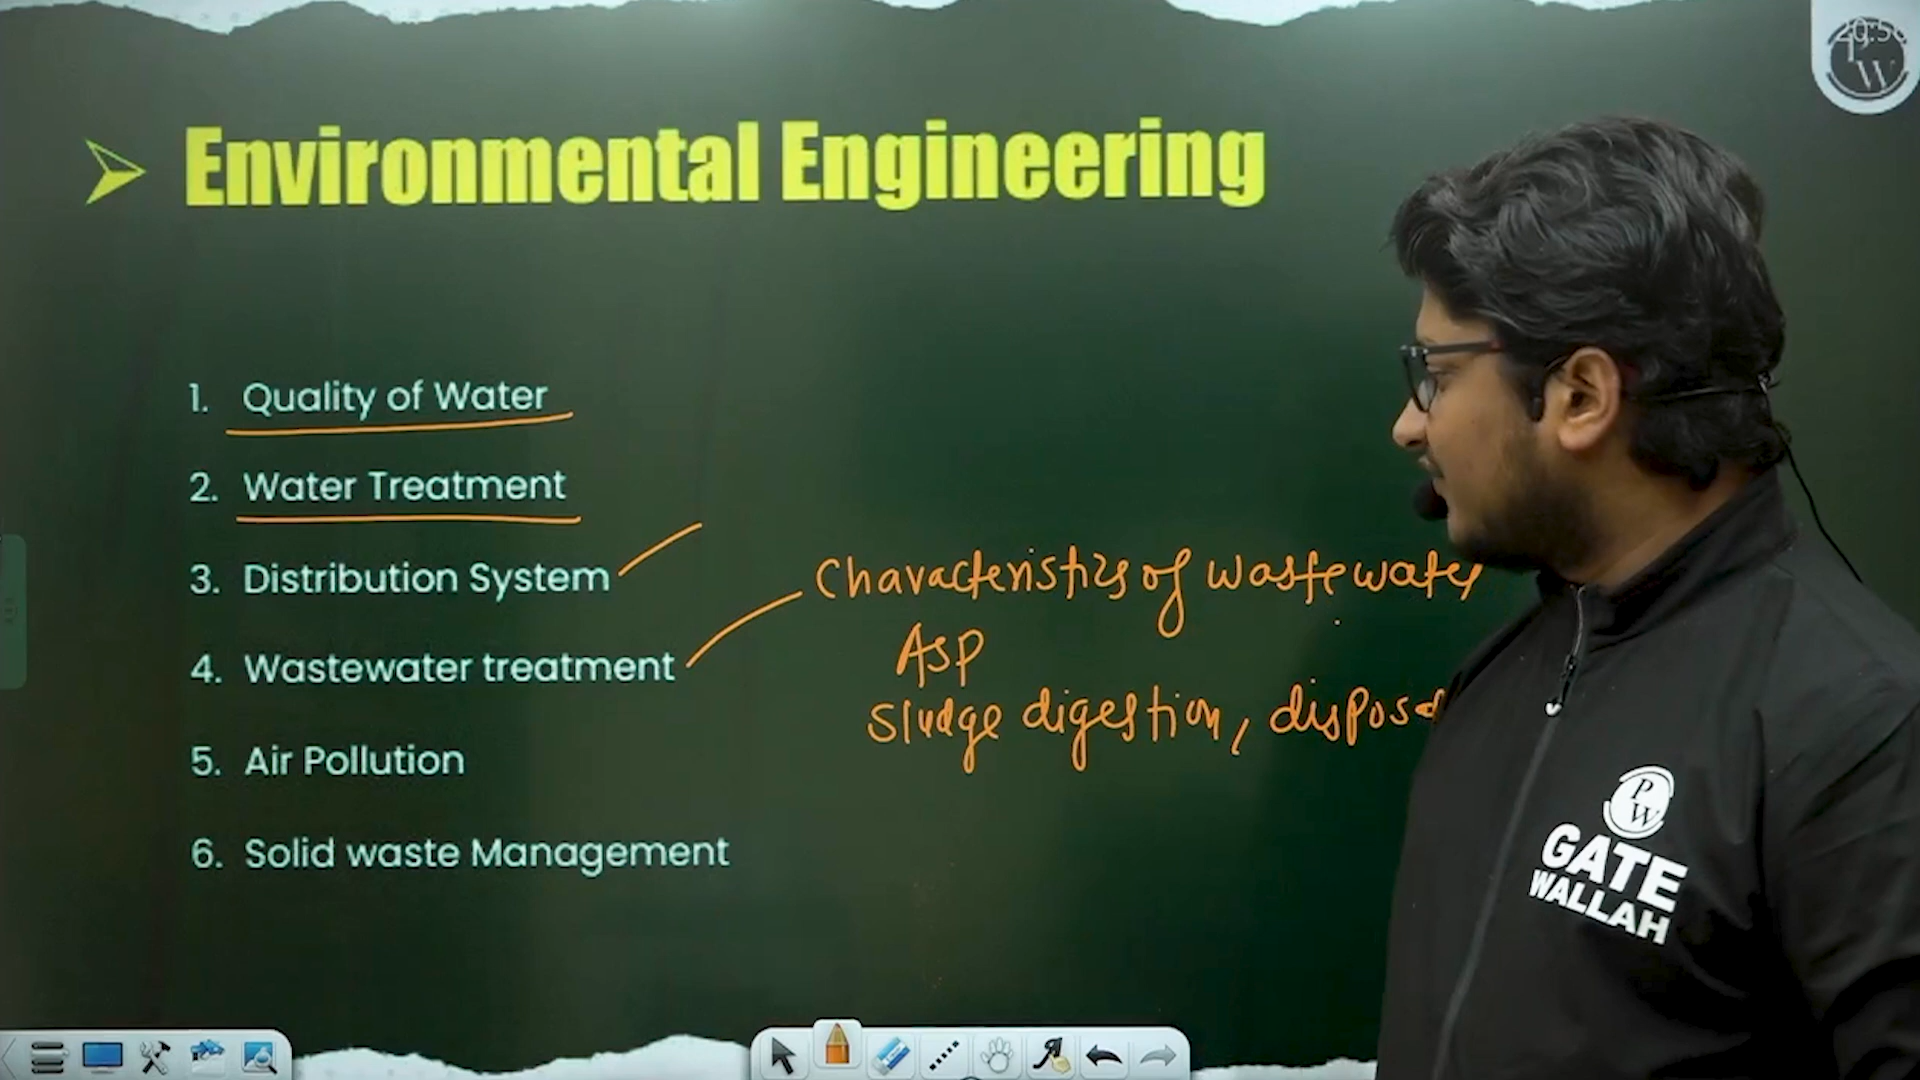 Environmental Engineering
1. Quality of Water
2. Water Treatment
3. Distribution System
4. Wastewater treatment
5. Air Pollution
6. Solid waste Management
Characteristics of wastewater
ASP
Sludge digestion,
PW
GATE
WALLAH